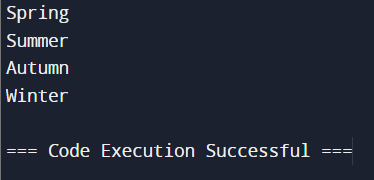 Spring
Summer
Autumn
Winter
=== Code Execution Successful ===